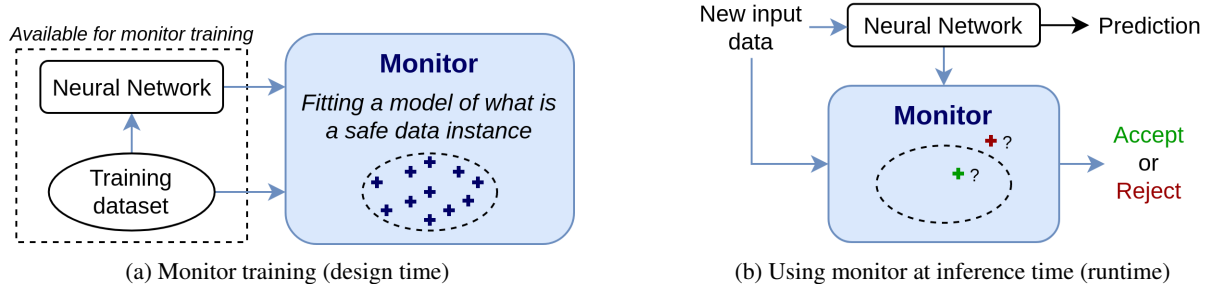 Available for monitor training
Neural Network
Training
dataset
Monitor
Fitting a model of what is
a safe data instance
(a) Monitor training (design time)
New input
data
Neural Network
Prediction
Monitor
?
?
Accept
or
Reject
(b) Using monitor at inference time (runtime)